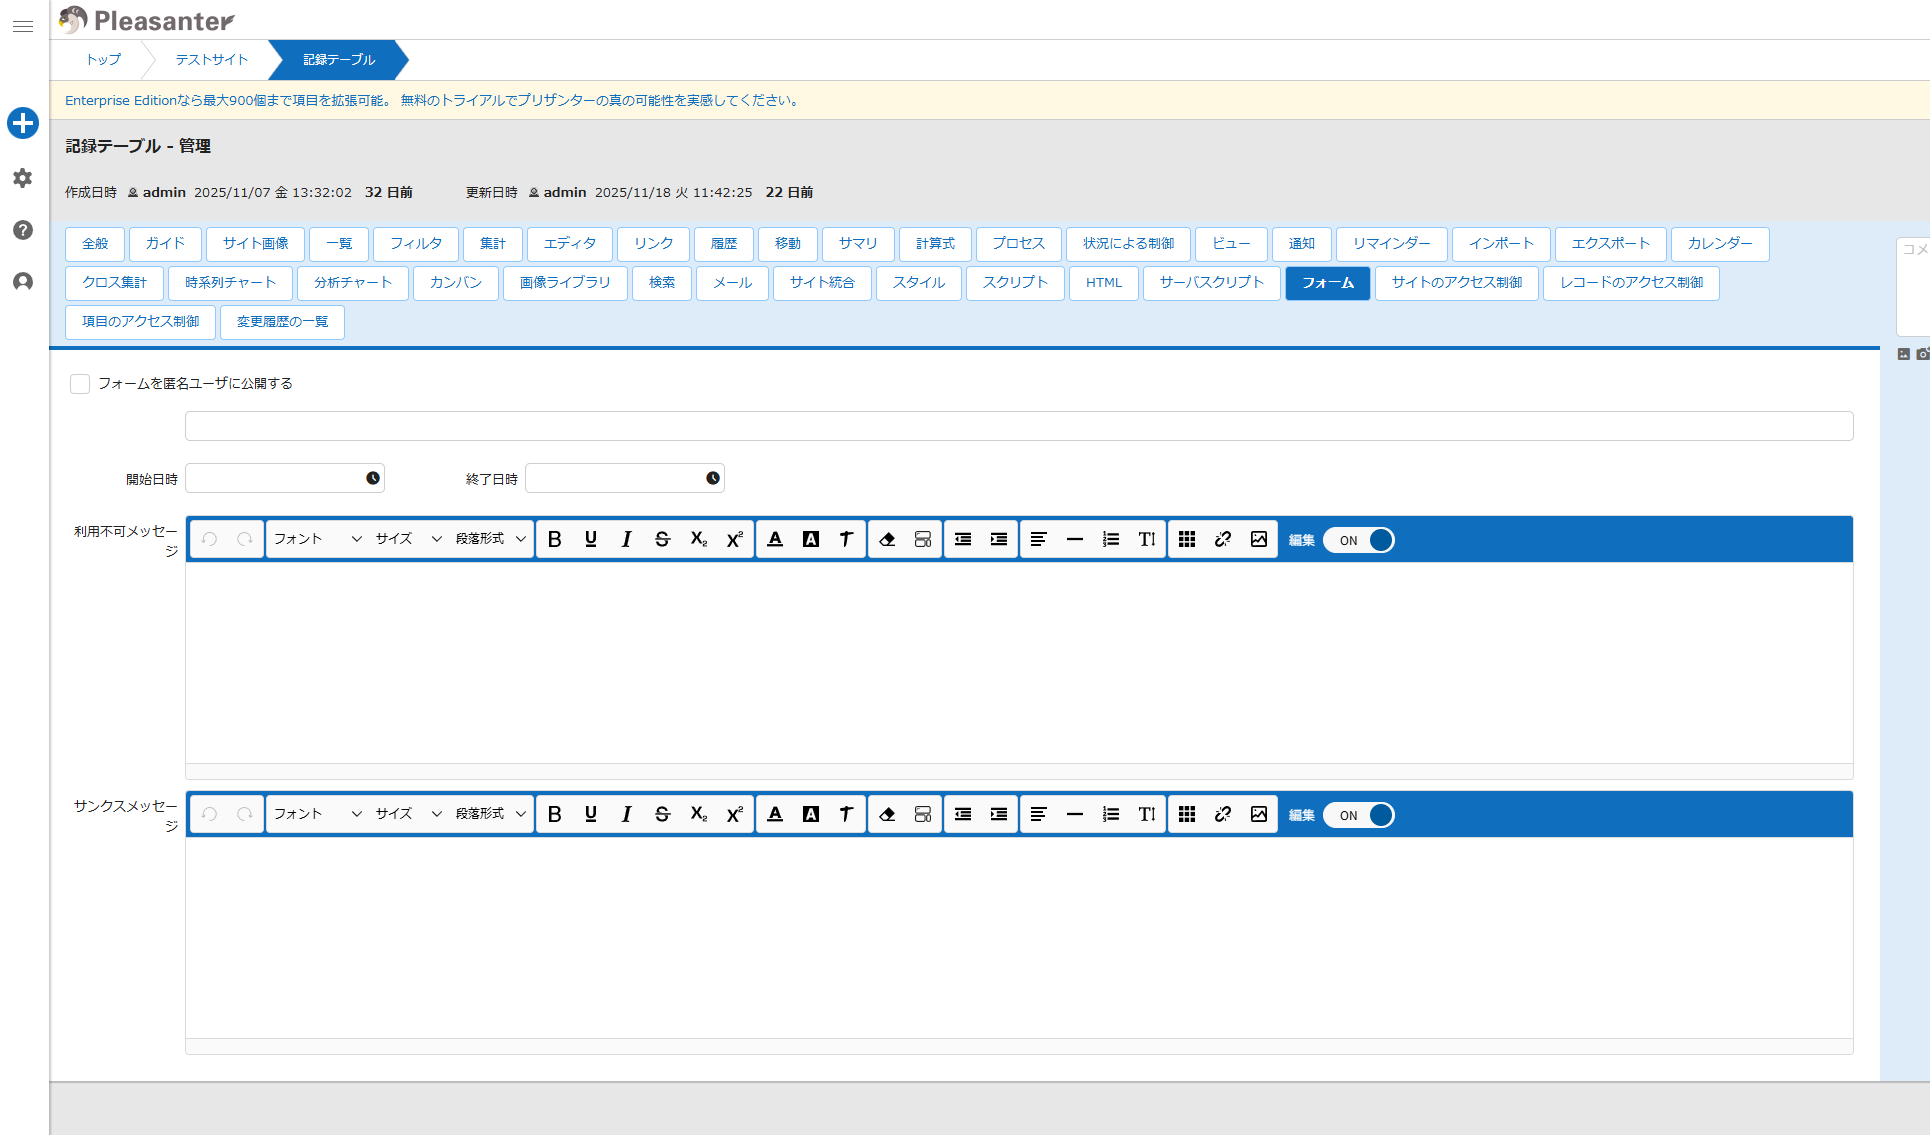 Pleasanter
トップ テストサイト 記録テーブル
Enterprise Editionなら最大900個まで項目を拡張可能。 無料のトライアルでプリザンターの真の可能性を実感してください。
記録テーブル - 管理
作成日時 admin 2025/11/07 金 13:32:02 32 日前 更新日時 admin 2025/11/18 火 11:42:25 22 日前
全般 ガイド サイト画像 一覧 フィルタ 集計 エディタ リンク 履歴 移動 サマリ 計算式 プロセス 状況による制御 ビュー 通知 リマインダー インポート エクスポート カレンダー
コメ
クロス集計 時系列チャート 分析チャート カンバン 画像ライブラリ 検索 メール サイト統合 スタイル スクリプト HTML サーバスクリプト フォーム サイトのアクセス制御 レコードのアクセス制御
項目のアクセス制御 変更履歴の一覧
フォームを匿名ユーザに公開する
開始日時 終了日時
利用不可メッセー
ジ
フォント サイズ 段落形式 編集 ON
サンクスメッセー
ジ
フォント サイズ 段落形式 編集 ON